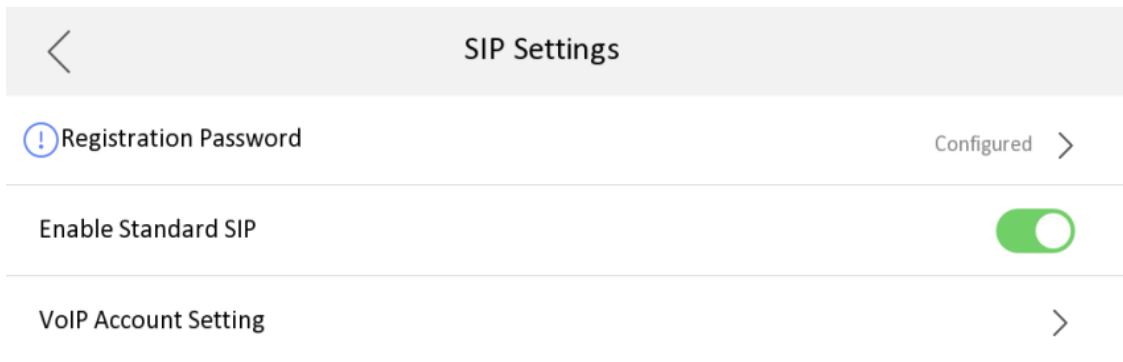 SIP Settings
Registration Password
Configured
Enable Standard SIP
VoIP Account Setting